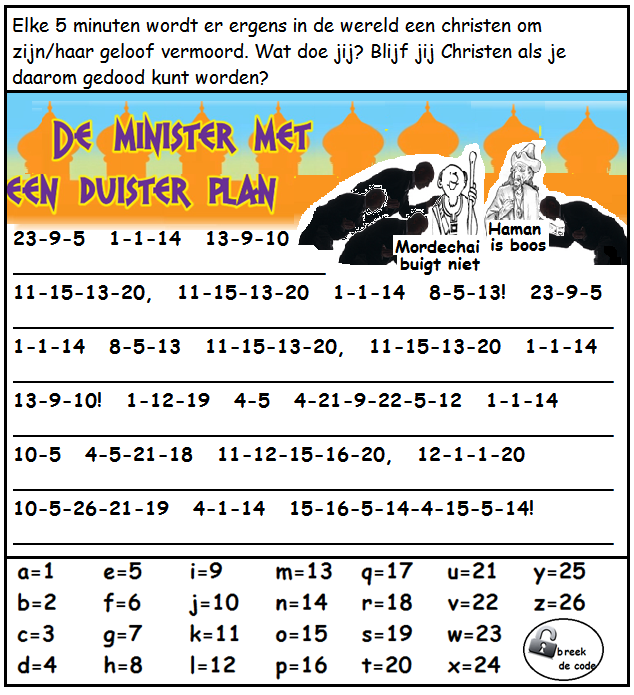 Elke 5 minuten wordt er ergens in de wereld een christen om
zijn/haar geloof vermoord. Wat doe jij? Blijf jij Christen als je
daarom gedood kunt worden?
DE MINISTER MET
EEN DUISTER PLAN
Mordechai
buigt niet
Haman
is boos
23-9-5 1-1-14 13-9-10
11-15-13-20, 11-15-13-20 1-1-14 8-5-13! 23-9-5
1-1-14 8-5-13 11-15-13-20, 11-15-13-20 1-1-14
13-9-10! 1-12-19 4-5 4-21-9-22-5-12 1-1-14
10-5 4-5-21-18 11-12-15-16-20, 12-1-1-20
10-5-26-21-19 4-1-14 15-16-5-14-4-15-5-14!
a=1 e=5 i=9 m=13 q=17 u=21 y=25
b=2 f=6 j=10 n=14 r=18 v=22 z=26
c=3 g=7 k=11 o=15 s=19 w=23
d=4 h=8 l=12 p=16 t=20 x=24
breek
de code